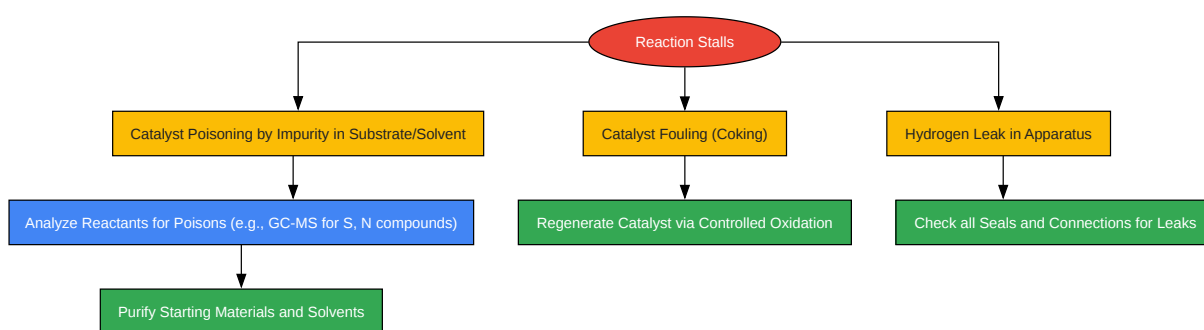 Reaction Stalls
Catalyst Poisoning by Impurity in Substrate/Solvent
Catalyst Fouling (Coking)
Hydrogen Leak in Apparatus
Analyze Reactants for Poisons (e.g., GC-MS for S, N compounds)
Regenerate Catalyst via Controlled Oxidation
Check all Seals and Connections for Leaks
Purify Starting Materials and Solvents